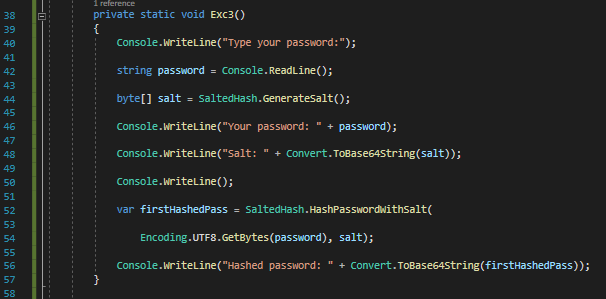 1 reference
38 private static void Exc3()
39 {
40 Console.WriteLine("Type your password:");
41
42 string password = Console.ReadLine();
43
44 byte[] salt = SaltedHash.GenerateSalt();
45
46 Console.WriteLine("Your password: " + password);
47
48 Console.WriteLine("Salt: " + Convert.ToBase64String(salt));
49
50 Console.WriteLine();
51
52 var firstHashedPass = SaltedHash.HashPasswordWithSalt(
53
54 Encoding.UTF8.GetBytes(password), salt);
55
56 Console.WriteLine("Hashed password: " + Convert.ToBase64String(firstHashedPass));
57 }
58